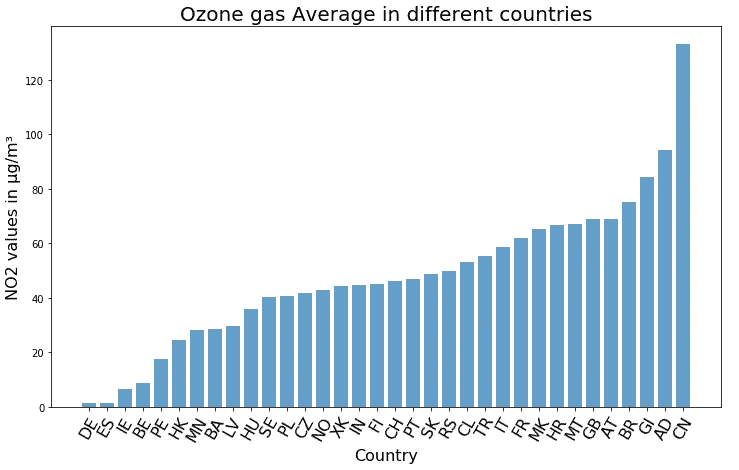 Ozone gas Average in different countries
NO2 values in µg/m³
120
100
80
60
40
20
0
DE ES IE BE PE HK MN BA LV HU SE PL CZ NO XK IN FI CH PT SK RS CL TR IT FR MK HR MT GB AT BR GI AD CN
Country